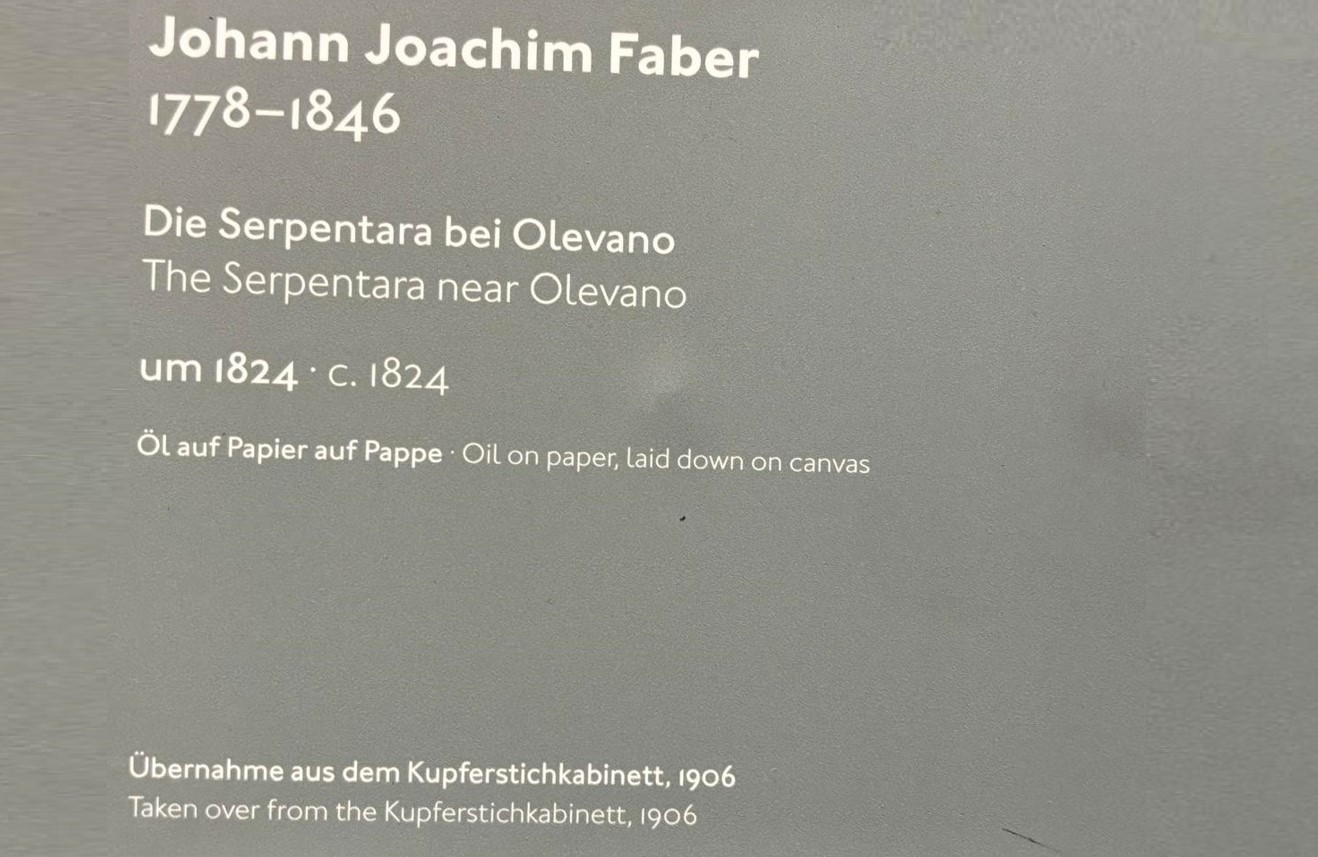 Johann Joachim Faber
1778–1846
Die Serpentara bei Olevano
The Serpentara near Olevano
um 1824 · c. 1824
Öl auf Papier auf Pappe · Oil on paper, laid down on canvas
Übernahme aus dem Kupferstichkabinett, 1906
Taken over from the Kupferstichkabinett, 1906